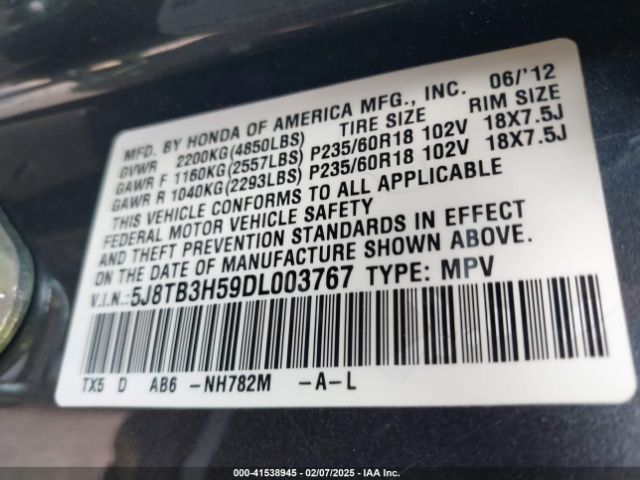 MFD. BY HONDA OF AMERICA MFG., INC. 06/'12
GVWR 2200KG(4850LBS) TIRE SIZE RIM SIZE
GAWR F 1160KG(2557LBS) P235/60R18 102V 18X7.5J
GAWR R 1040KG(2293LBS) P235/60R18 102V 18X7.5J
THIS VEHICLE CONFORMS TO ALL APPLICABLE
FEDERAL MOTOR VEHICLE SAFETY
AND THEFT PREVENTION STANDARDS IN EFFECT
ON THE DATE OF MANUFACTURE SHOWN ABOVE.
V.I.N.:5J8TB3H59DL003767 TYPE: MPV
TX5 D AB6 -NH782M -A-L
00000 - 41538945 - 02/07/2025 - IAA Inc.